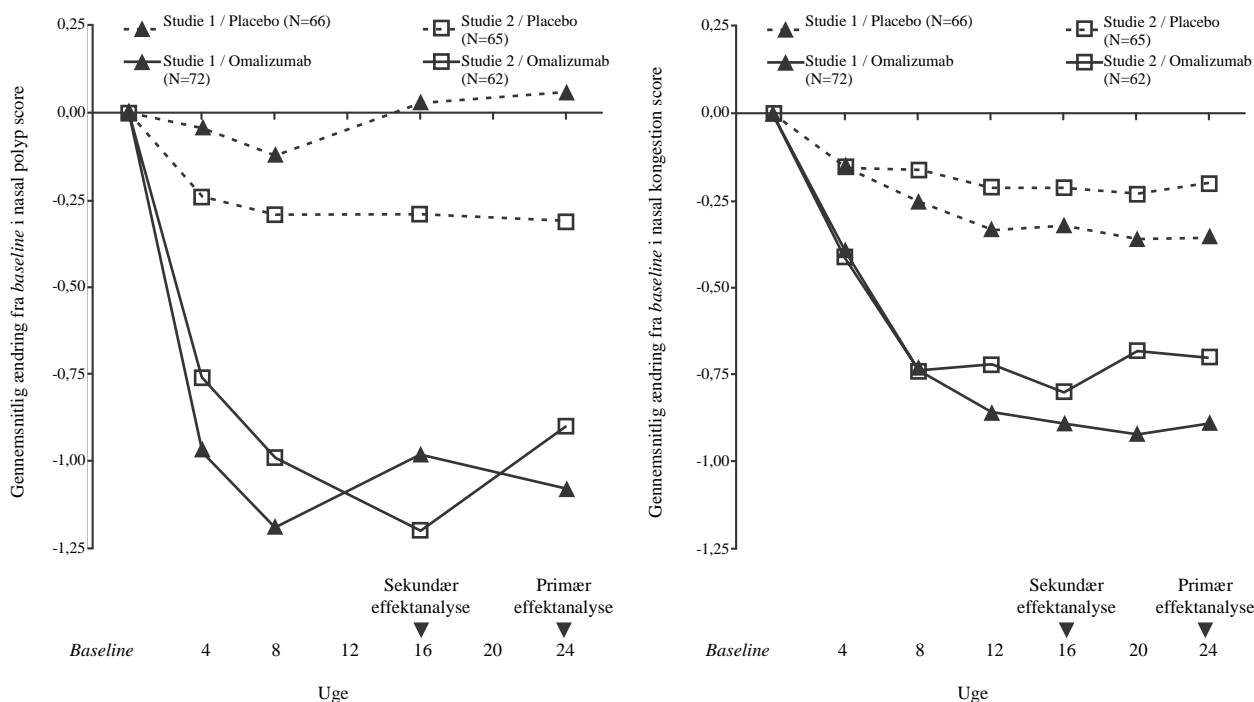 Gennemsnitlig ændring fra baseline i nasal polyp score
0,25
0,00
-0,25
-0,50
-0,75
-1,00
-1,25
Studie 1 / Placebo (N=66)
Studie 1 / Omalizumab
(N=72)
Studie 2 / Placebo
(N=65)
Studie 2 / Omalizumab
(N=62)
Sekundær
effektanalyse
Primær
effektanalyse
Baseline 4 8 12 16 20 24
Uge
Gennemsnitlig ændring fra baseline i nasal kongestion score
0,25
0,00
-0,25
-0,50
-0,75
-1,00
-1,25
Studie 1 / Placebo (N=66)
Studie 1 / Omalizumab
(N=72)
Studie 2 / Placebo
(N=65)
Studie 2 / Omalizumab
(N=62)
Sekundær
effektanalyse
Primær
effektanalyse
Baseline 4 8 12 16 20 24
Uge